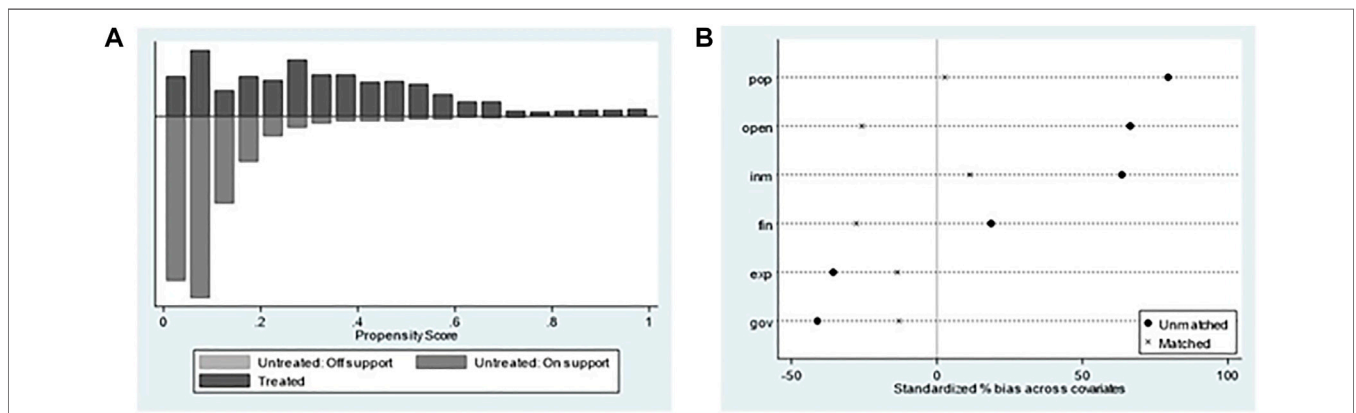 A
0 .2 .4 .6 .8 1
Propensity Score
Untreated: Off support Untreated: On support
Treated
B
pop
open
inm
fin
exp
gov
Unmatched
Matched
-50 0 50 100
Standardized % bias across covariates